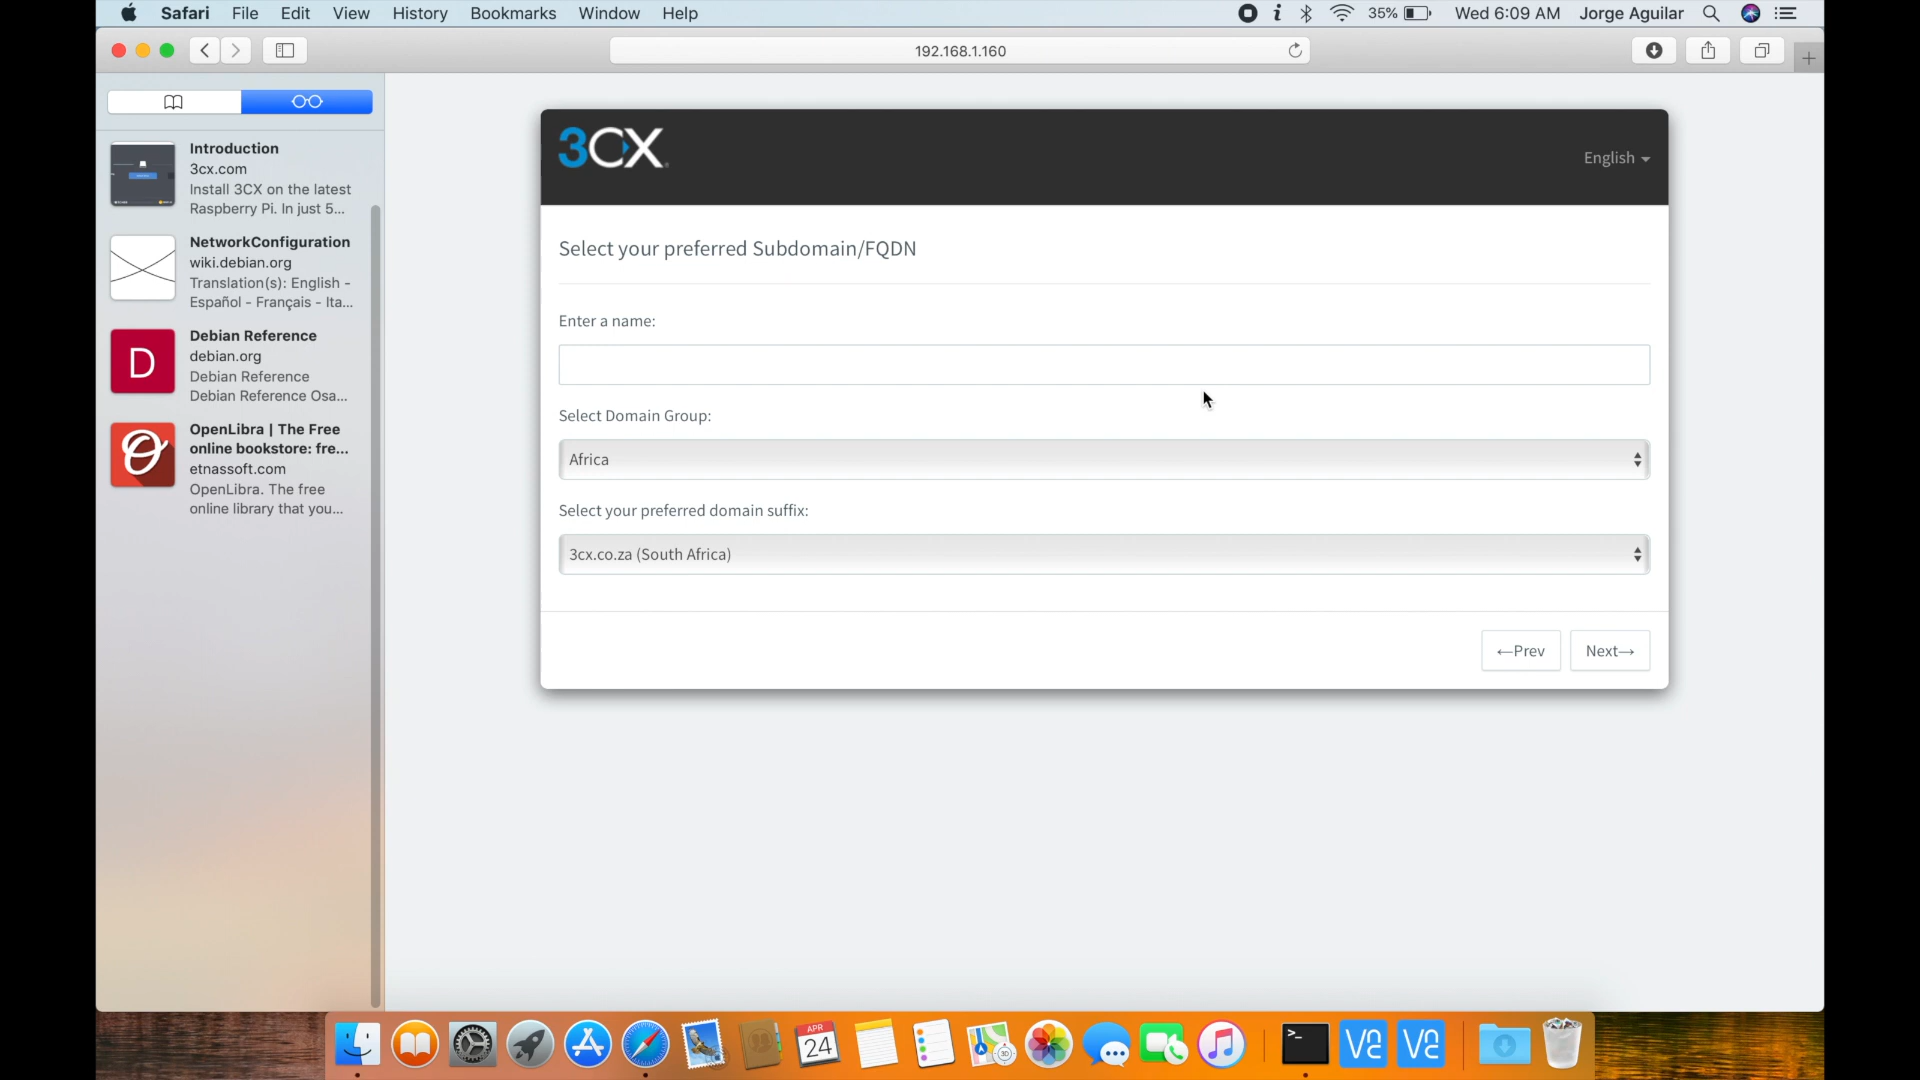 Safari File Edit View History Bookmarks Window Help 35% Wed 6:09 AM Jorge Aguilar
192.168.1.160
Introduction
3cx.com
Install 3CX on the latest
Raspberry Pi. In just 5...
NetworkConfiguration
wiki.debian.org
Translation(s): English -
Español - Français - Ita...
D
Debian Reference
debian.org
Debian Reference
Debian Reference Osa...
OpenLibra | The Free
online bookstore: fre...
etnassoft.com
OpenLibra. The free
online library that you...
3CX
English
Select your preferred Subdomain/FQDN
Enter a name:
Select Domain Group:
Africa
Select your preferred domain suffix:
3cx.co.za (South Africa)
←Prev Next→
APR
24
3D
>_